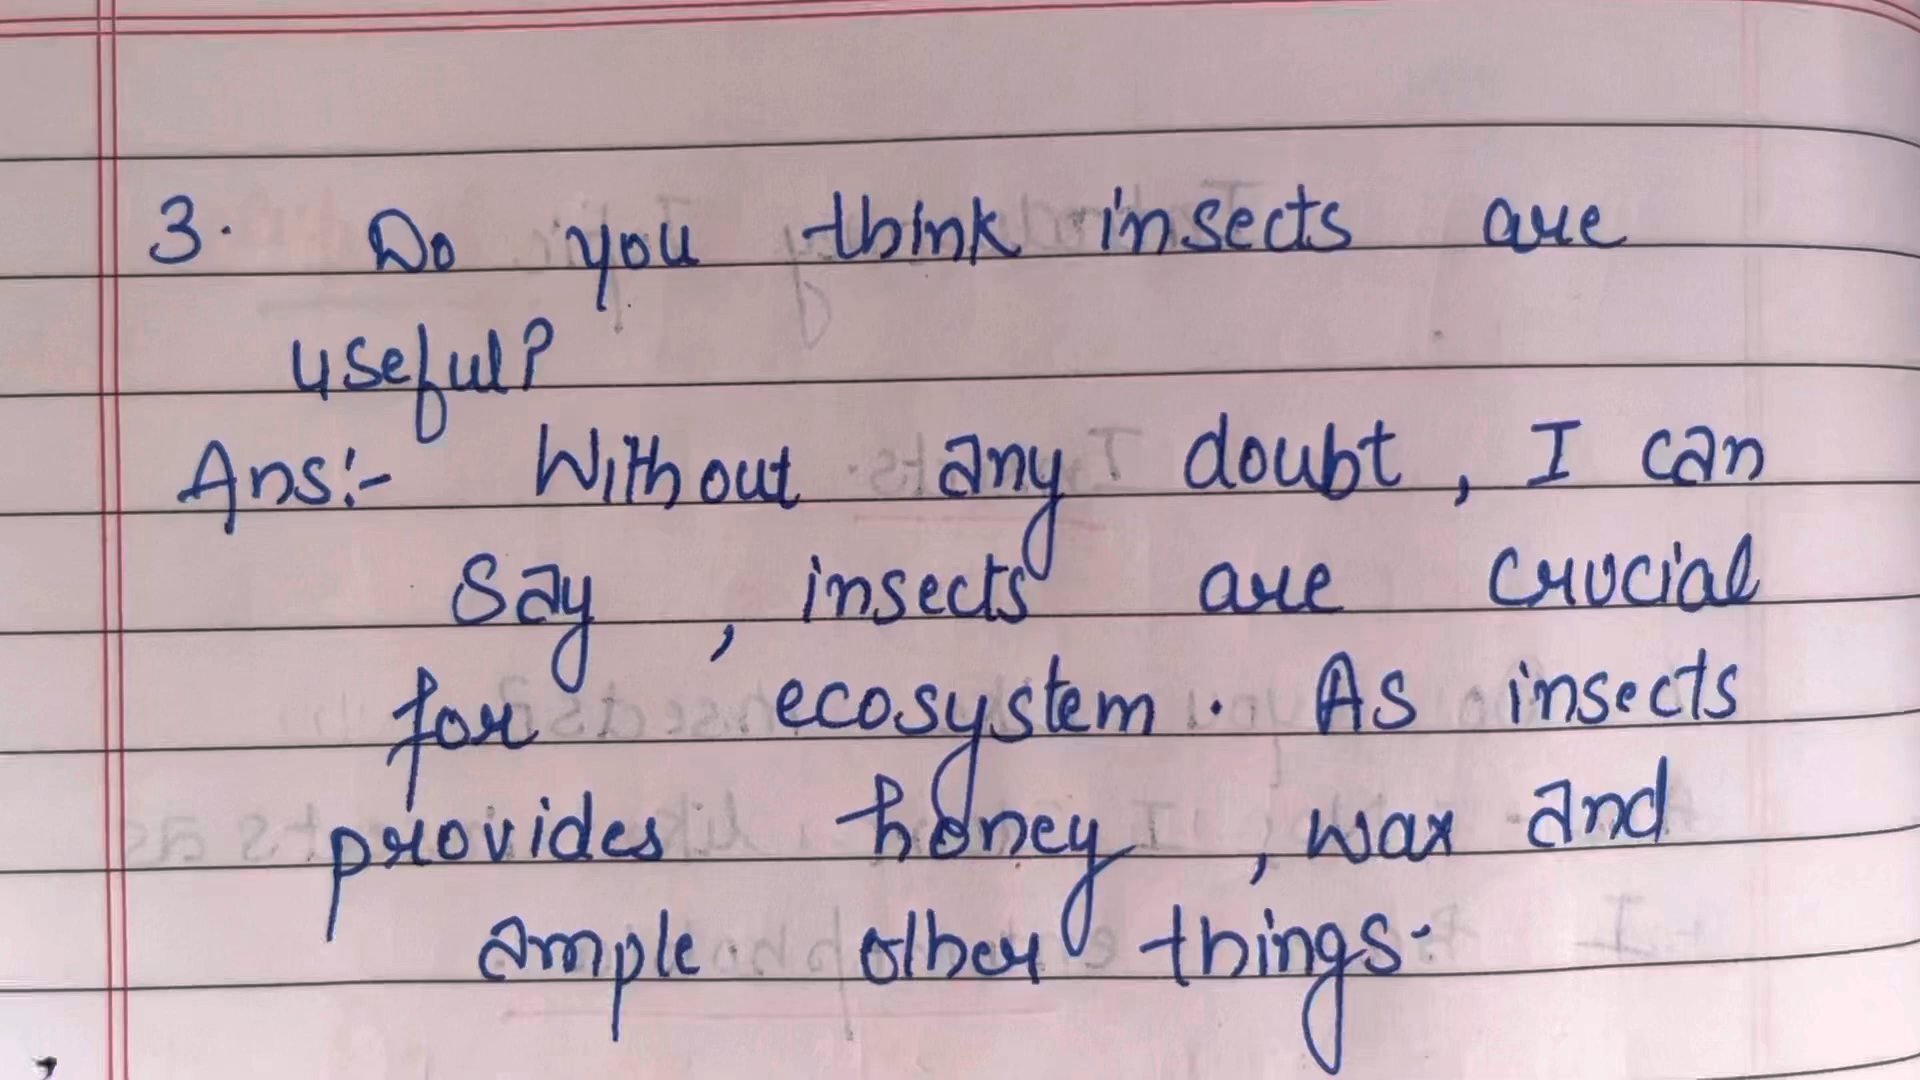 3. Do you think insects are
useful?
Ans:- Without any doubt, I can
say, insects are crucial
for ecosystem. As insects
provides honey, wax and
ample other things.